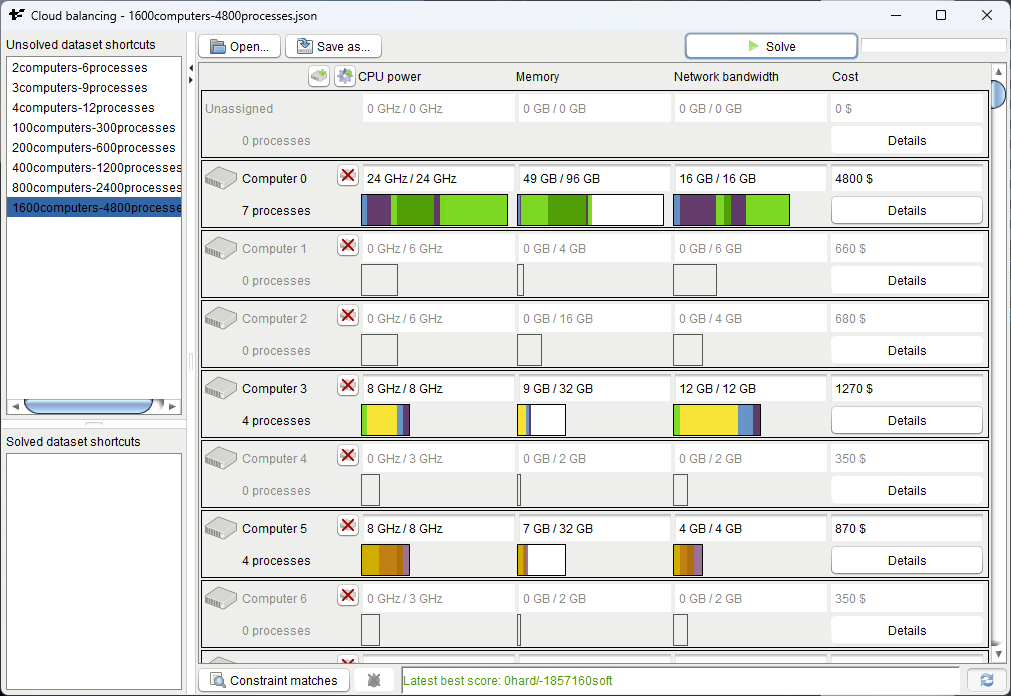 Cloud balancing - 1600computers-4800processes.json
Unsolved dataset shortcuts
2computers-6processes
3computers-9processes
4computers-12processes
100computers-300processes
200computers-600processes
400computers-1200processes
800computers-2400processes
1600computers-4800processe
Solved dataset shortcuts
Open...
Save as...
Solve
CPU power Memory Network bandwidth Cost
Unassigned 0 GHz / 0 GHz 0 GB / 0 GB 0 GB / 0 GB 0 $
0 processes Details
Computer 0 24 GHz / 24 GHz 49 GB / 96 GB 16 GB / 16 GB 4800 $
7 processes Details
Computer 1 0 GHz / 6 GHz 0 GB / 4 GB 0 GB / 6 GB 660 $
0 processes Details
Computer 2 0 GHz / 6 GHz 0 GB / 16 GB 0 GB / 4 GB 680 $
0 processes Details
Computer 3 8 GHz / 8 GHz 9 GB / 32 GB 12 GB / 12 GB 1270 $
4 processes Details
Computer 4 0 GHz / 3 GHz 0 GB / 2 GB 0 GB / 2 GB 350 $
0 processes Details
Computer 5 8 GHz / 8 GHz 7 GB / 32 GB 4 GB / 4 GB 870 $
4 processes Details
Computer 6 0 GHz / 3 GHz 0 GB / 2 GB 0 GB / 2 GB 350 $
0 processes Details
Constraint matches
Latest best score: 0hard/-1857160soft